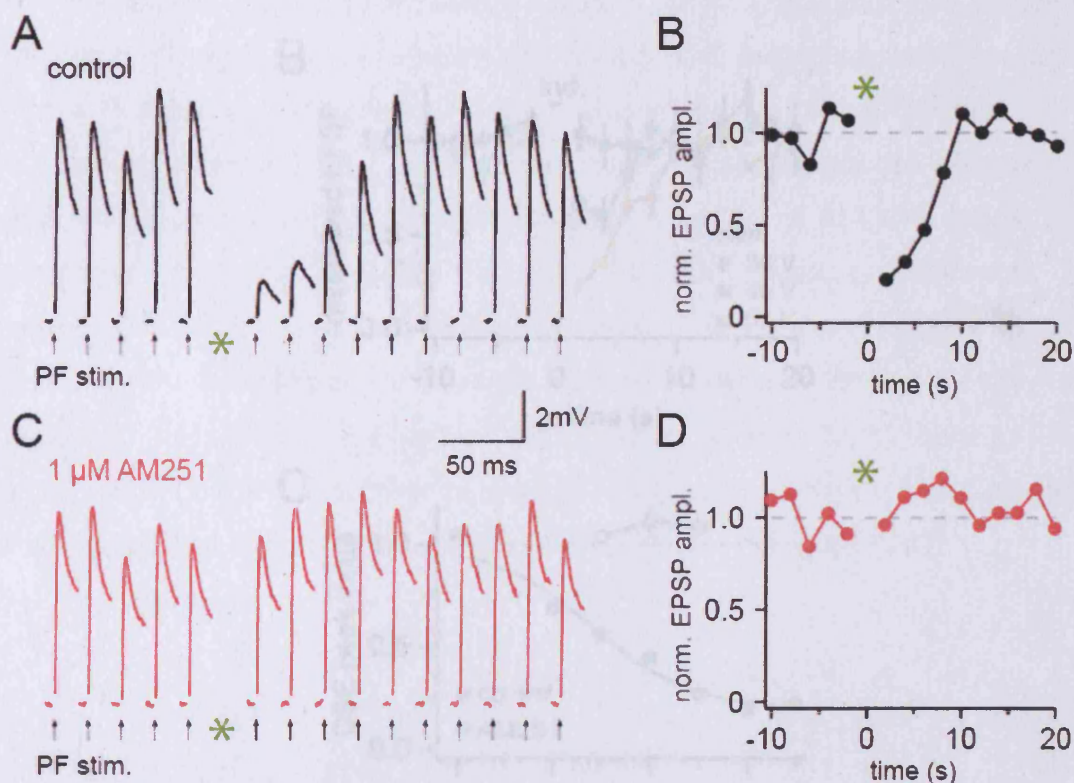 A
control
PF stim.
B
norm. EPSP ampl.
1.0
0.5
0
-10
0
10
20
time (s)
2mV
50 ms
C
1 µM AM251
PF stim.
D
norm. EPSP ampl.
1.0
0.5
0
-10
0
10
20
time (s)